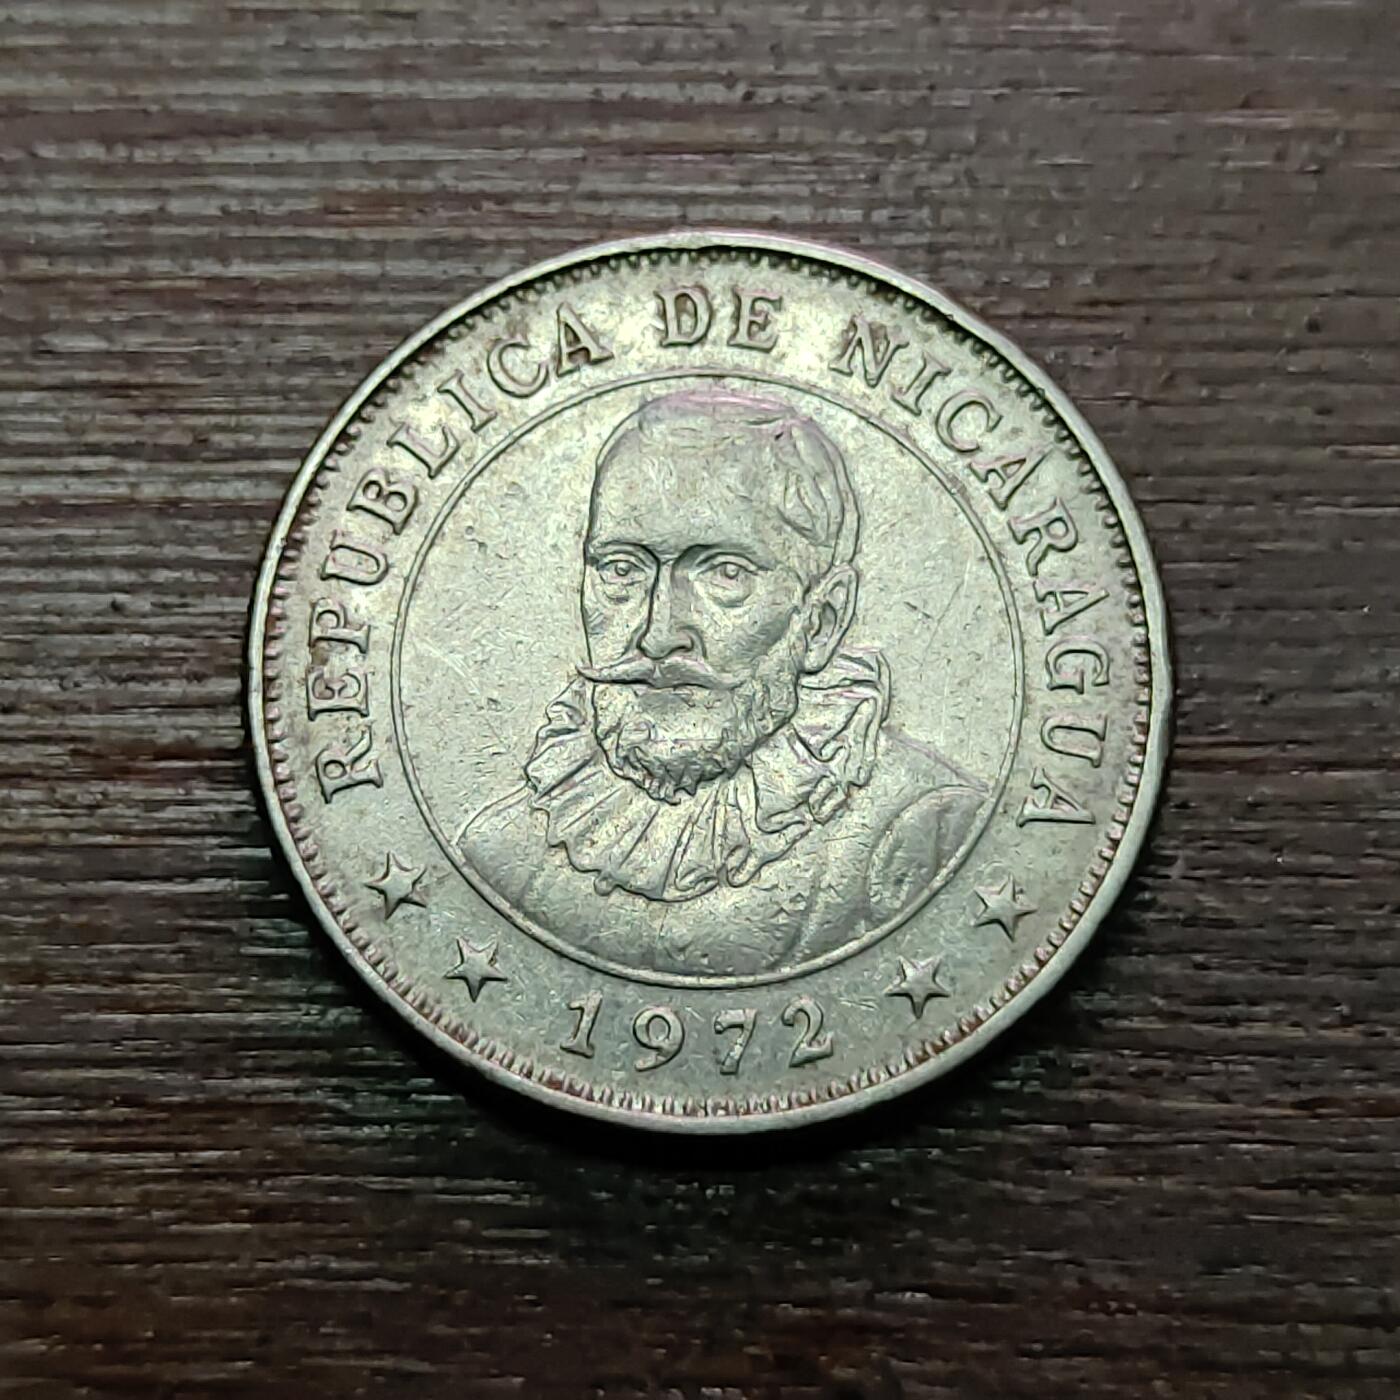 REPUBLICA DE NICARAGUA
1972